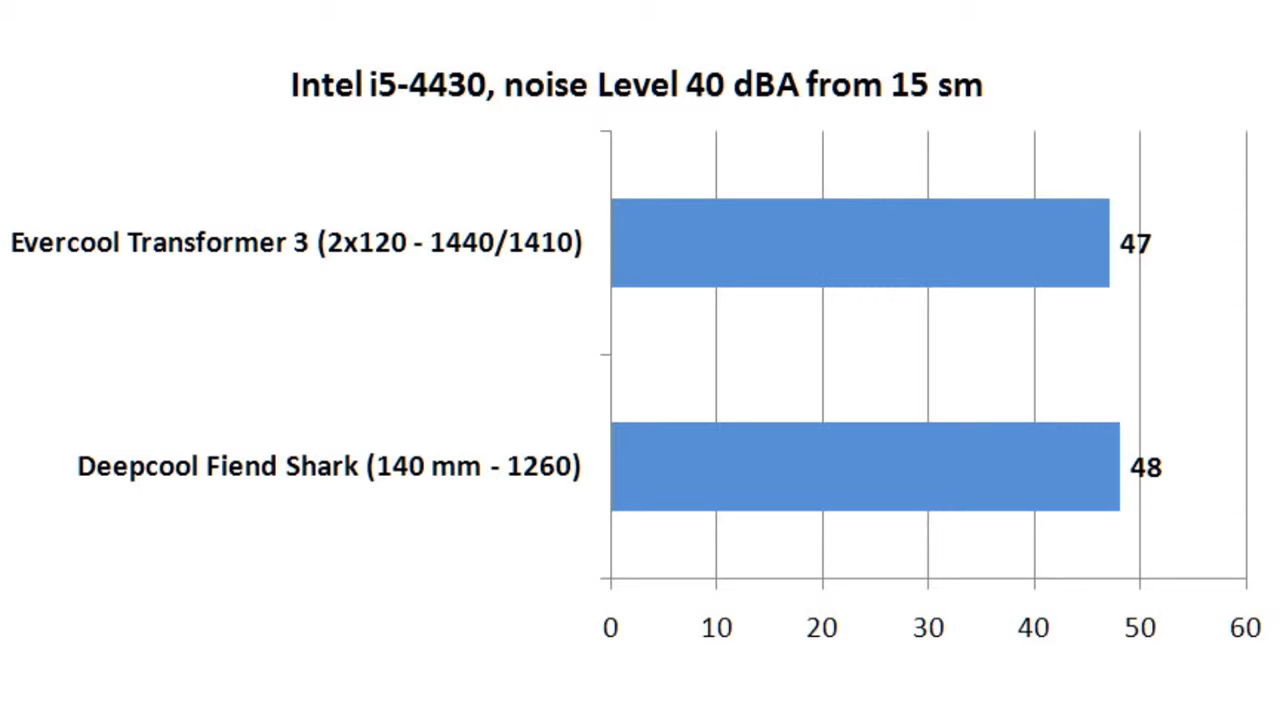 Intel i5-4430, noise Level 40 dBA from 15 sm
Evercool Transformer 3 (2x120 - 1440/1410)
47
Deepcool Fiend Shark (140 mm - 1260)
48
0 10 20 30 40 50 60